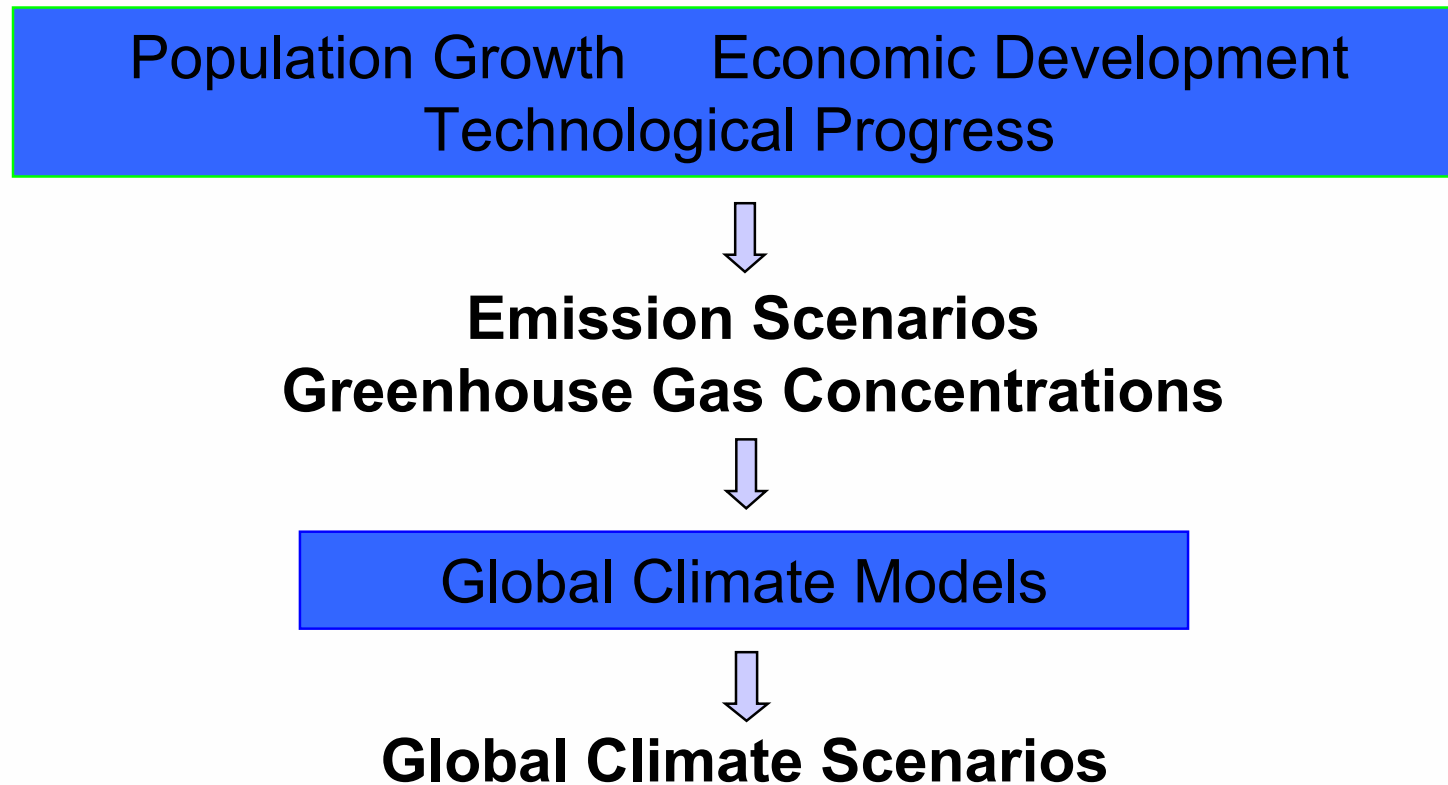 Population Growth Economic Development
Technological Progress
Emission Scenarios
Greenhouse Gas Concentrations
Global Climate Models
Global Climate Scenarios